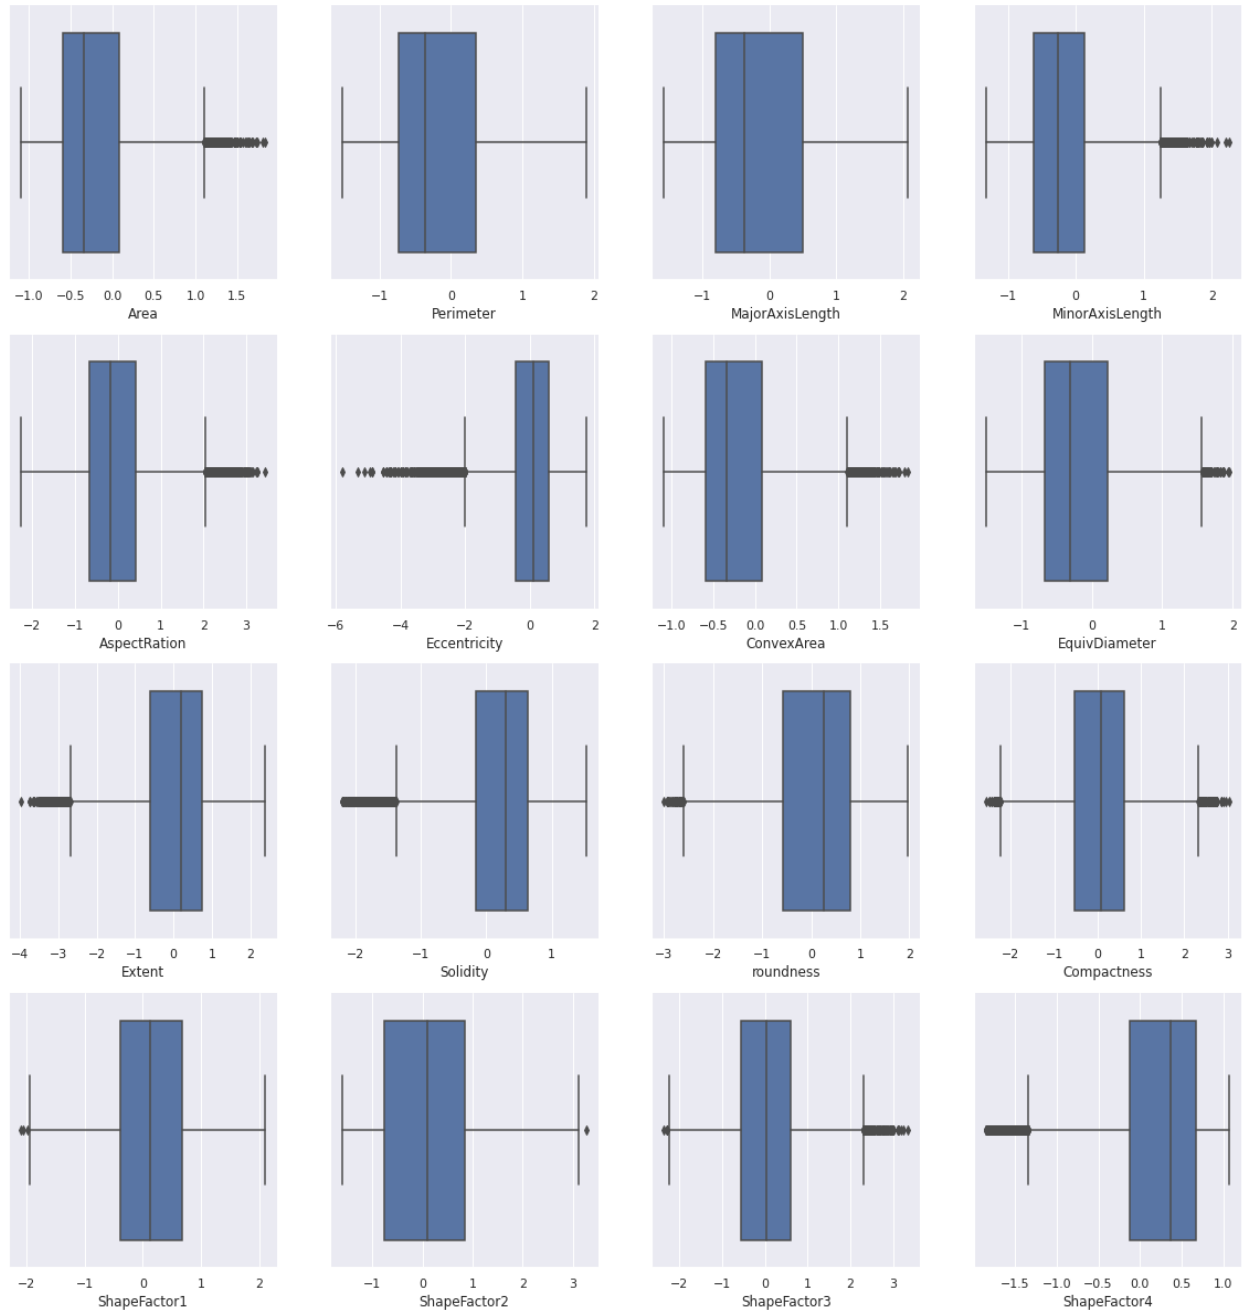 −1.0 −0.5 0.0 0.5 1.0 1.5
Area
−1 0 1 2
Perimeter
−1 0 1 2
MajorAxisLength
−1 0 1 2
MinorAxisLength
−2 −1 0 1 2 3
AspectRation
−6 −4 −2 0 2
Eccentricity
−1.0 −0.5 0.0 0.5 1.0 1.5
ConvexArea
−1 0 1 2
EquivDiameter
−4 −3 −2 −1 0 1 2
Extent
−2 −1 0 1
Solidity
−3 −2 −1 0 1 2
roundness
−2 −1 0 1 2 3
Compactness
−2 −1 0 1 2
ShapeFactor1
−1 0 1 2 3
ShapeFactor2
−2 −1 0 1 2 3
ShapeFactor3
−1.5 −1.0 −0.5 0.0 0.5 1.0
ShapeFactor4